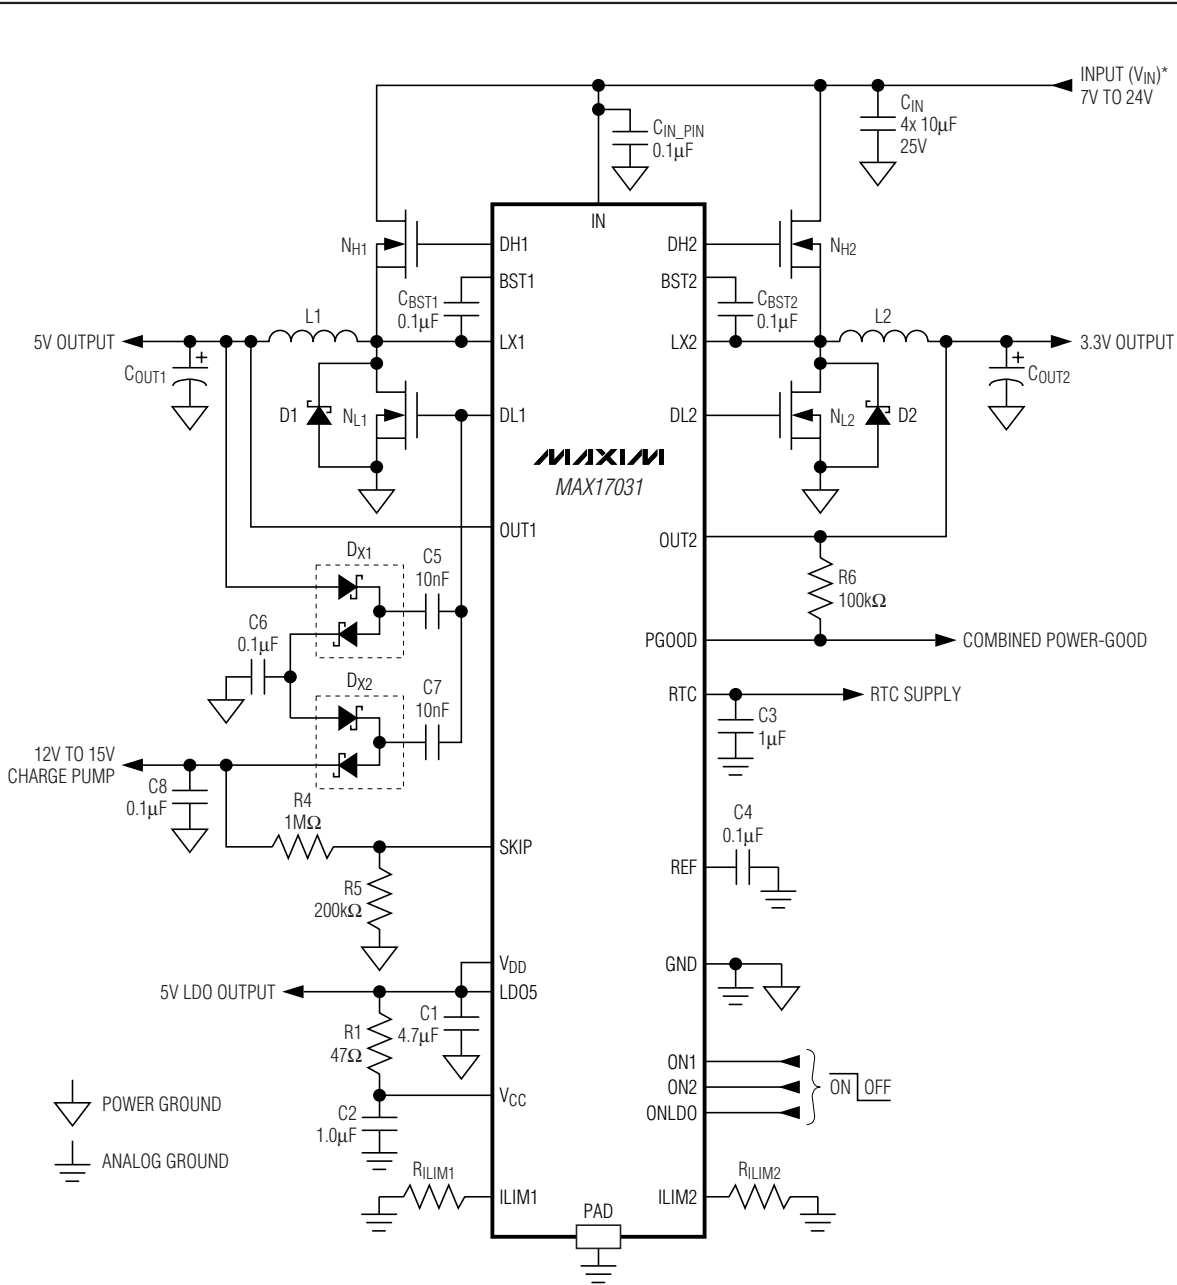 INPUT (VIN)*
7V TO 24V
CIN
4x 10µF
25V
CIN_PIN
0.1µF
IN
NH1
DH1
DH2
NH2
BST1
BST2
CBST1
0.1µF
CBST2
0.1µF
L1
L2
5V OUTPUT
LX1
LX2
3.3V OUTPUT
COUT1
COUT2
D1
NL1
DL1
DL2
NL2
D2
MAXIM
MAX17031
OUT1
OUT2
DX1
C5
10nF
R6
100kΩ
C6
0.1µF
PGOOD
COMBINED POWER-GOOD
DX2
C7
10nF
RTC
RTC SUPPLY
C3
1µF
12V TO 15V
CHARGE PUMP
C8
0.1µF
R4
1MΩ
C4
0.1µF
SKIP
REF
R5
200kΩ
VDD
GND
5V LDO OUTPUT
LDO5
R1
47Ω
C1
4.7µF
ON1
ON2
ONLDO
ON OFF
VCC
C2
1.0µF
POWER GROUND
ANALOG GROUND
RILIM1
ILIM1
ILIM2
RILIM2
PAD